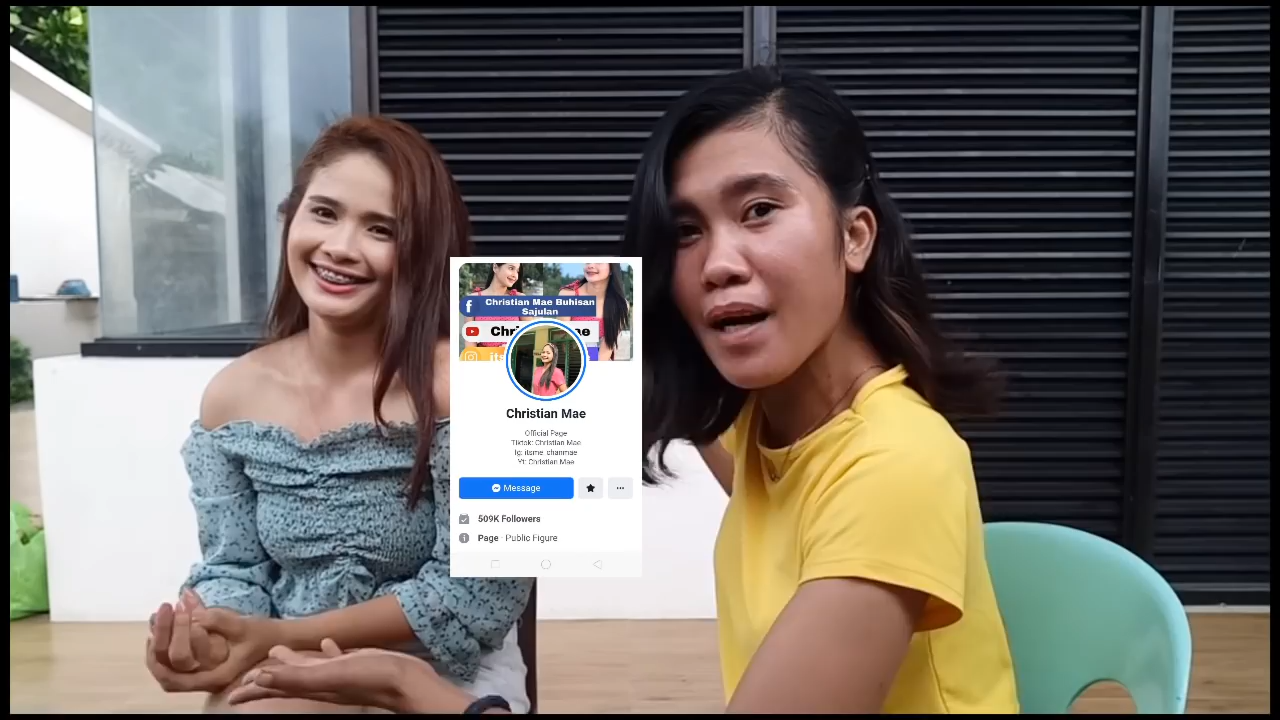 Christian Mae Buhisan
Sajulan
Christian Mae
Official Page
Tiktok: Christian Mae
Ig: itsme_chanmae
Yt: Christian Mae
Message
509K Followers
Page · Public Figure